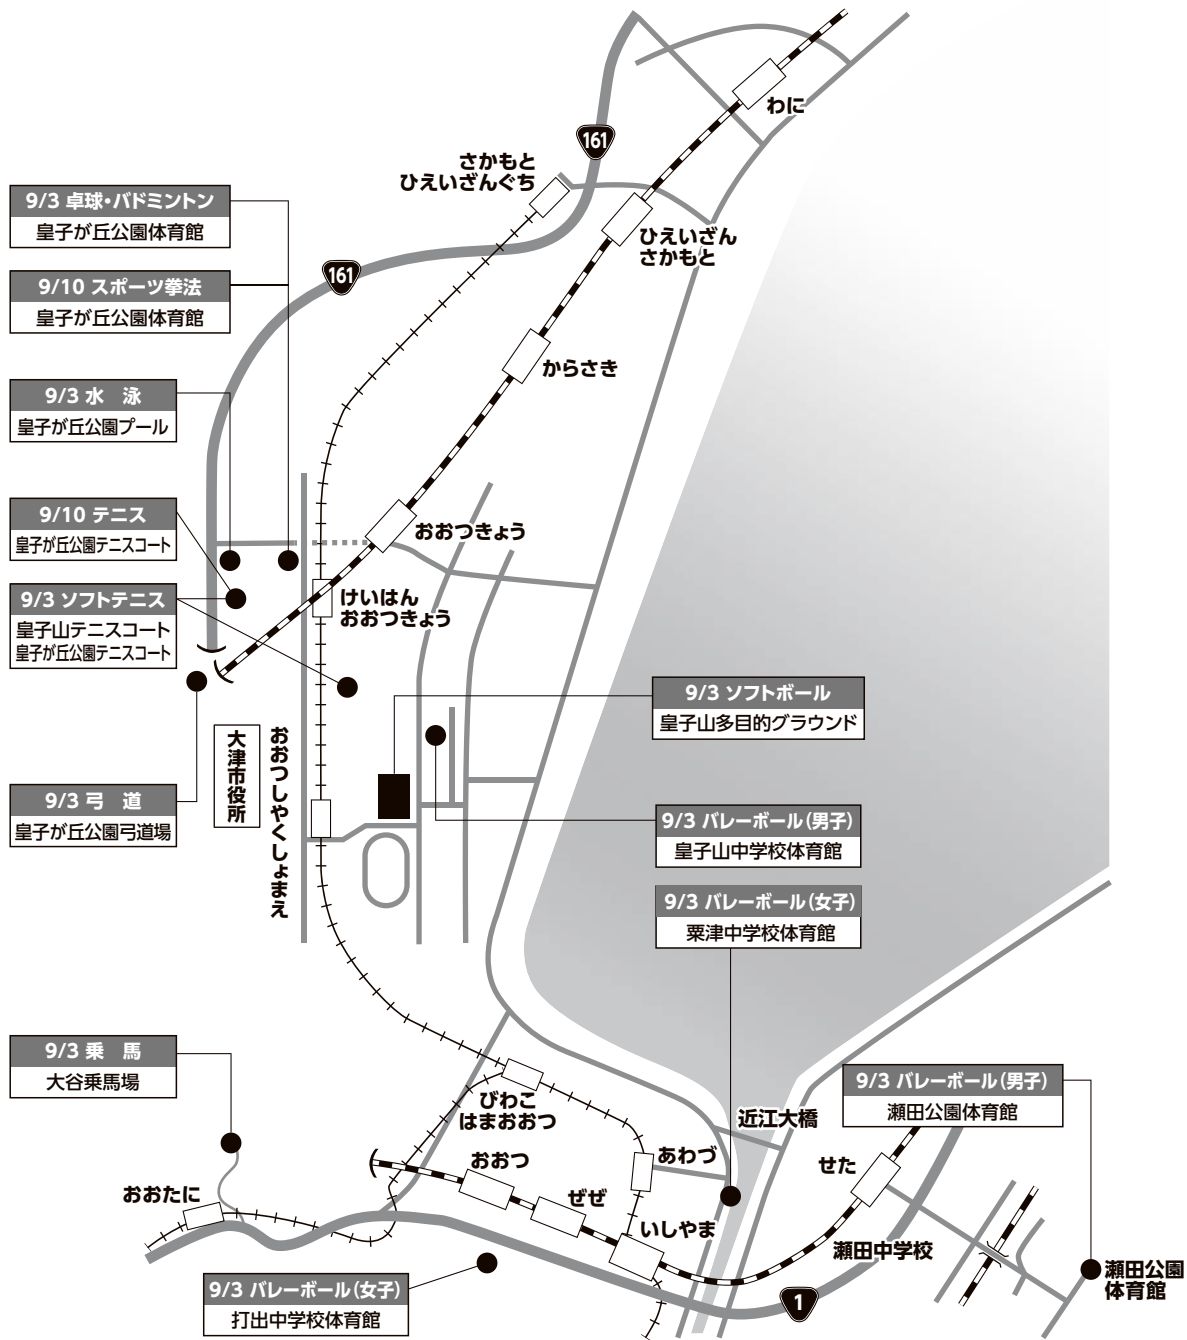 わに
161
さかもと
ひえいざんぐち
9/3 卓球・バドミントン
皇子が丘公園体育館
ひえいざん
さかもと
161
9/10 スポーツ拳法
皇子が丘公園体育館
からさき
9/3 水　泳
皇子が丘公園プール
9/10 テニス
皇子が丘公園テニスコート
おおつきょう
9/3 ソフトテニス
皇子山テニスコート
皇子が丘公園テニスコート
けいはん
おおつきょう
9/3 ソフトボール
皇子山多目的グラウンド
大津市役所
おおつしやくしょまえ
9/3 弓　道
皇子が丘公園弓道場
9/3 バレーボール（男子）
皇子山中学校体育館
9/3 バレーボール（女子）
粟津中学校体育館
9/3 乗　馬
大谷乗馬場
9/3 バレーボール（男子）
瀬田公園体育館
びわこ
はまおおつ
近江大橋
あわづ
おおつ
せた
おおたに
ぜぜ
いしやま
瀬田中学校
瀬田公園
体育館
9/3 バレーボール（女子）
打出中学校体育館
1